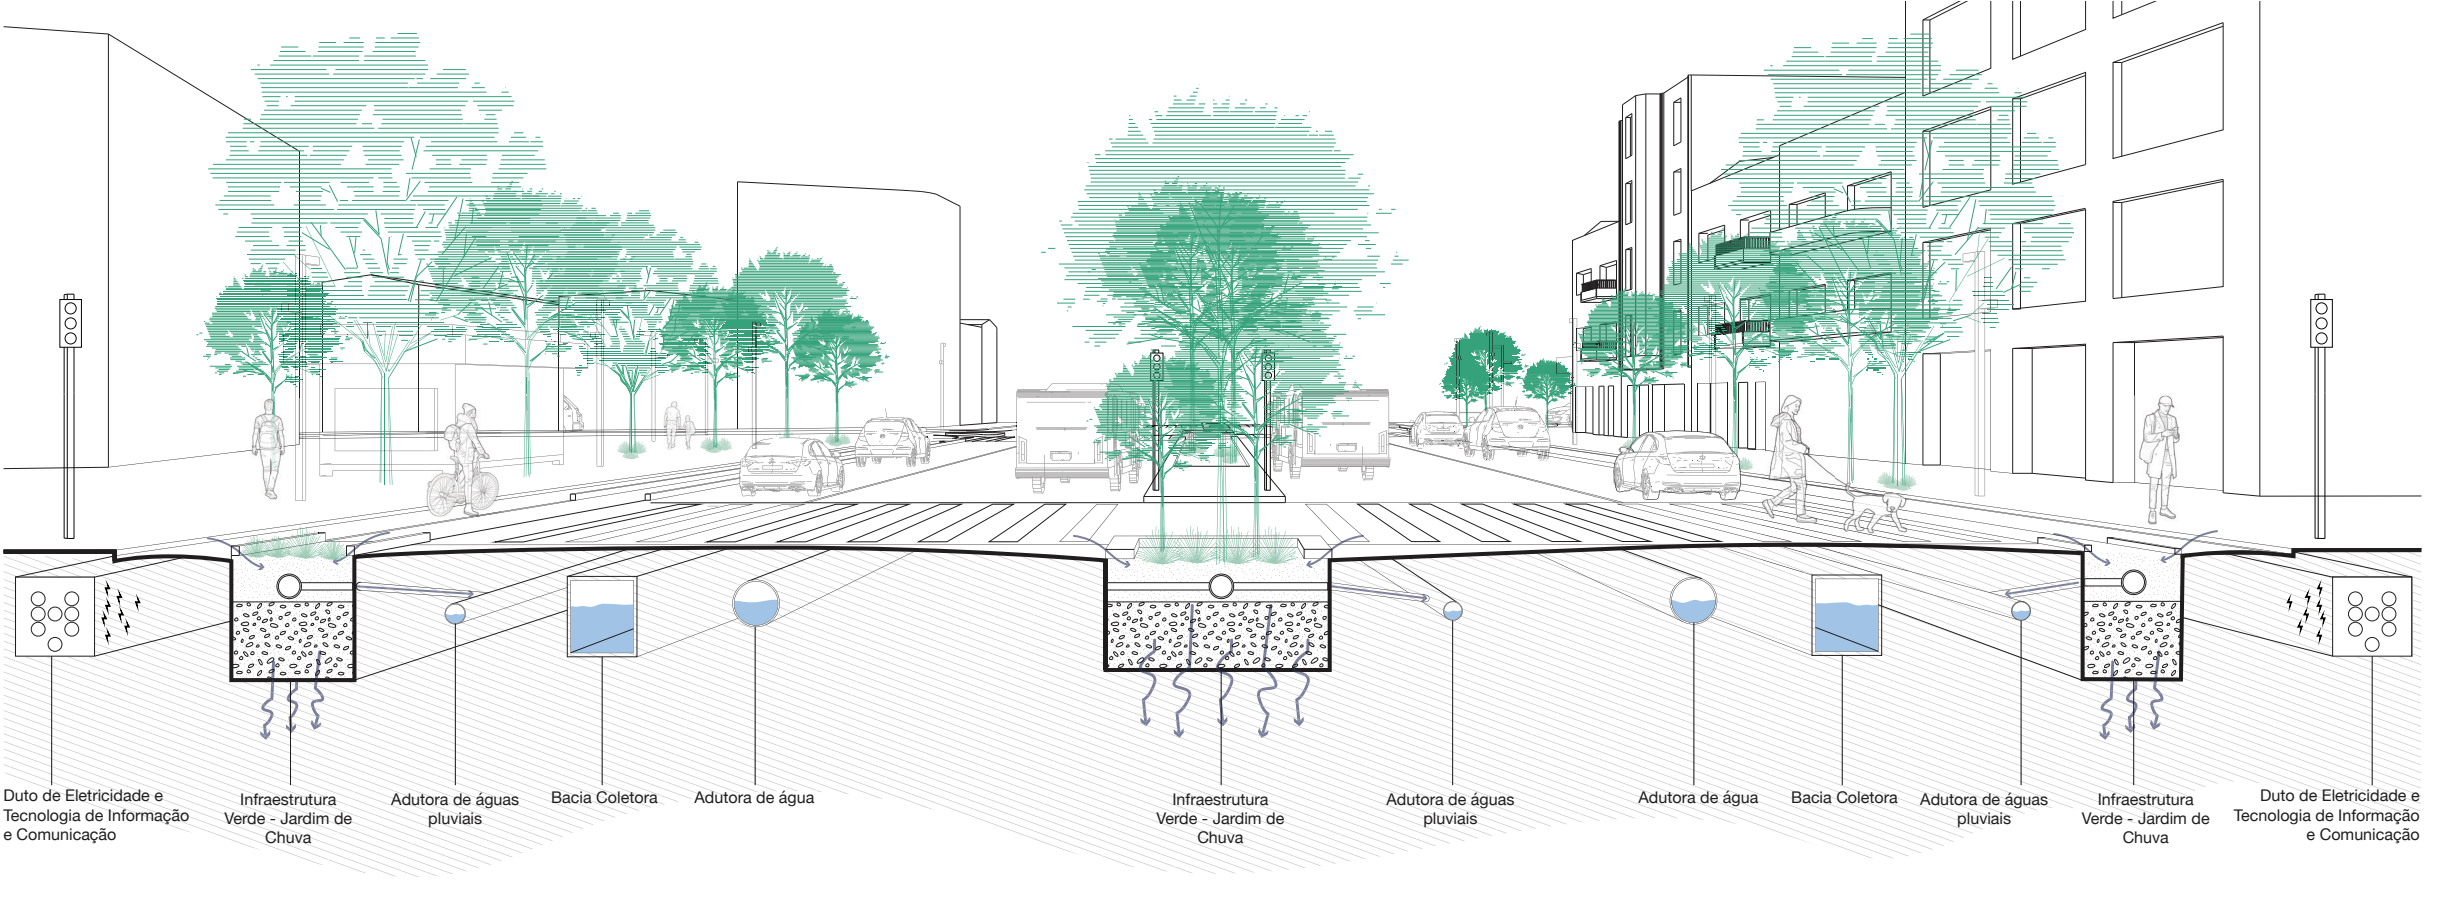 Duto de Eletricidade e
Tecnologia de Informação
e Comunicação
Infraestrutura
Verde - Jardim de
Chuva
Adutora de águas
pluviais
Bacia Coletora
Adutora de água
Infraestrutura
Verde - Jardim de
Chuva
Adutora de águas
pluviais
Adutora de água
Bacia Coletora
Adutora de águas
pluviais
Infraestrutura
Verde - Jardim de
Chuva
Duto de Eletricidade e
Tecnologia de Informação
e Comunicação